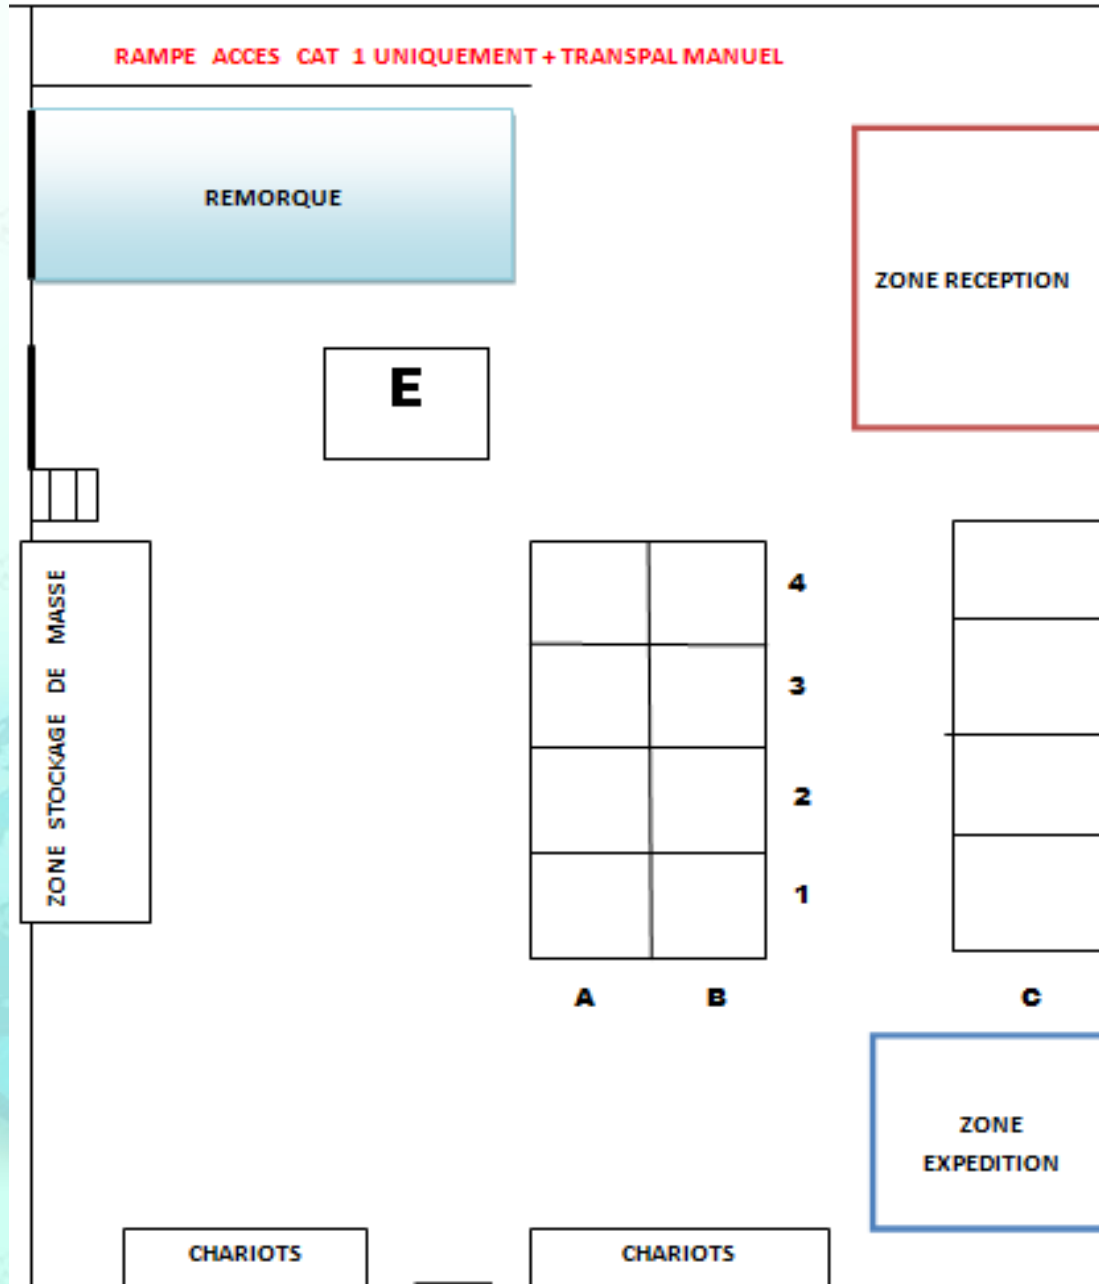 RAMPE ACCES CAT 1 UNIQUEMENT + TRANSPAL MANUEL
REMORQUE
ZONE RECEPTION
E
ZONE STOCKAGE DE MASSE
4
3
2
1
A B C
ZONE
EXPEDITION
CHARIOTS CHARIOTS